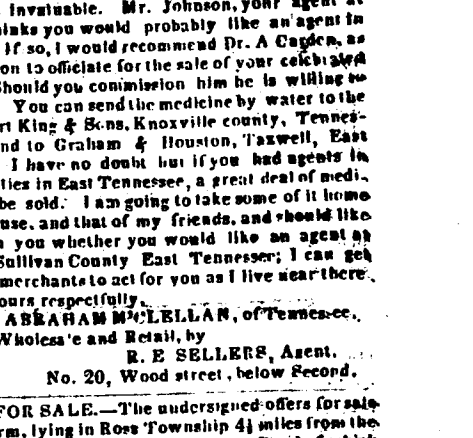 invaluable. Mr. Johnson, your agent at
inks you would probably like an agent in
If so, I would recommend Dr. A Carden, as
on to officiate for the sale of your celebrated
Should you commission him he is willing to
You can send the medicine by water to the
rt King & Sons, Knoxville county, Tennes-
nd to Graham & Houston, Tazwell, East
I have no doubt but if you had agents in
ties in East Tennessee, a great deal of medi-
be sold. I am going to take some of it home
use, and that of my friends, and should like
you whether you would like an agent at
Sullivan County East Tennessee; I can get
merchants to act for you as I live near there.
ours respectfully,
ABRAHAM M'CLELLAN, of Tennessee.
Wholesa'e and Retail, by
R. E SELLERS, Agent.
No. 20, Wood street, below Second.
FOR SALE.—The undersigned offers for sale
rm, lying in Ross Township 4½ miles from the